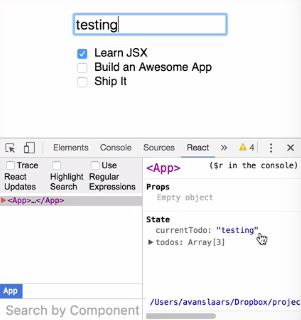 testing
Learn JSX
Build an Awesome App
Ship It
Elements Console Sources React » 4
Trace React Updates
Highlight Search
Use Regular Expressions
<App>…</App>
App
Search by Component
<App> ($r in the console)
Props
Empty object
State
currentTodo: "testing"
todos: Array[3]
/Users/avanslaars/Dropbox/projec